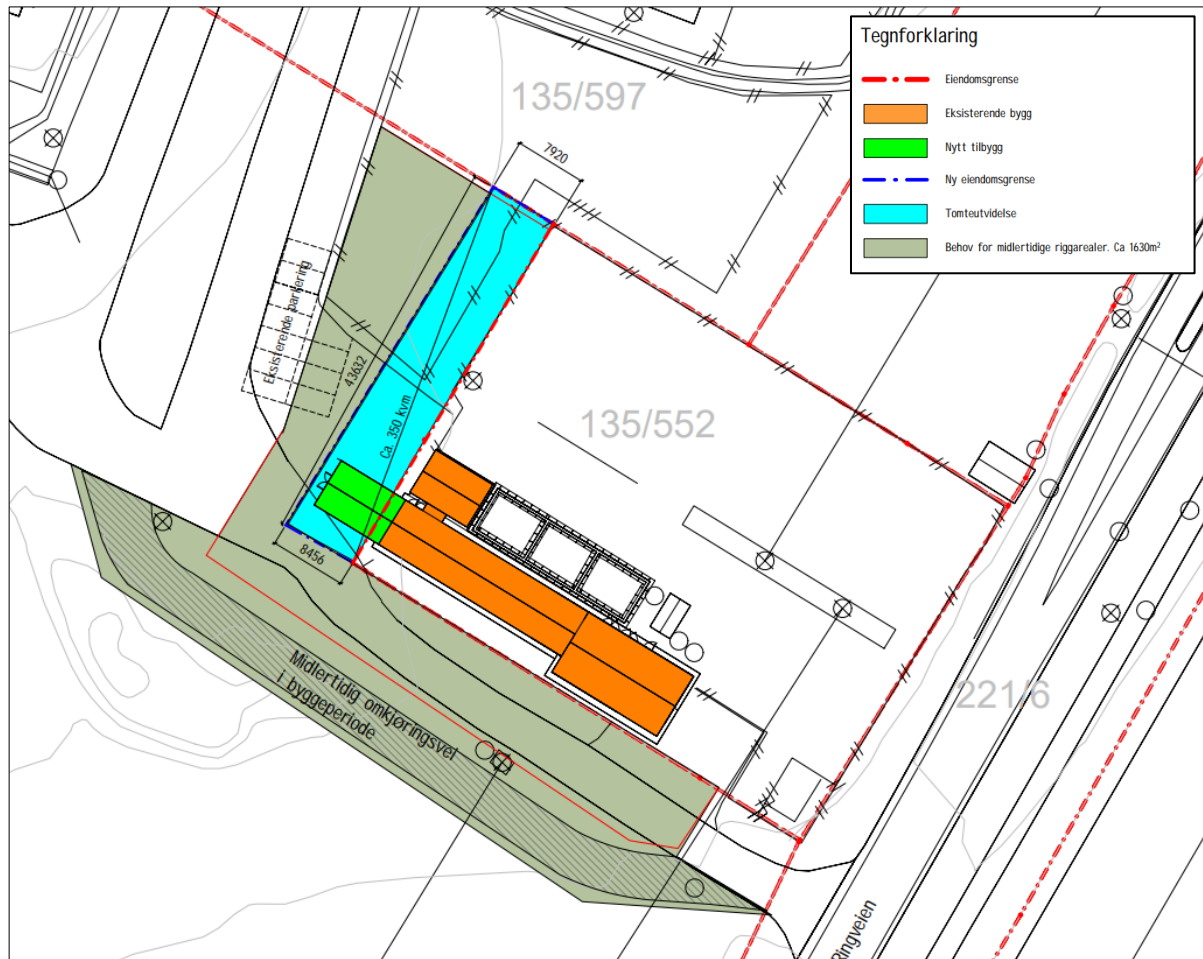 Tegnforklaring
Eiendomsgrense
Eksisterende bygg
Nytt tilbygg
Ny eiendomsgrense
Tomteutvidelse
Behov for midlertidige riggarealer. Ca 1630m²
135/597
7920
Eksisterende parkering
43632
Ca. 350 kvm
135/552
8456
Midlertidig omkjøringsvei
i byggeperiode
221/6
Ringveien